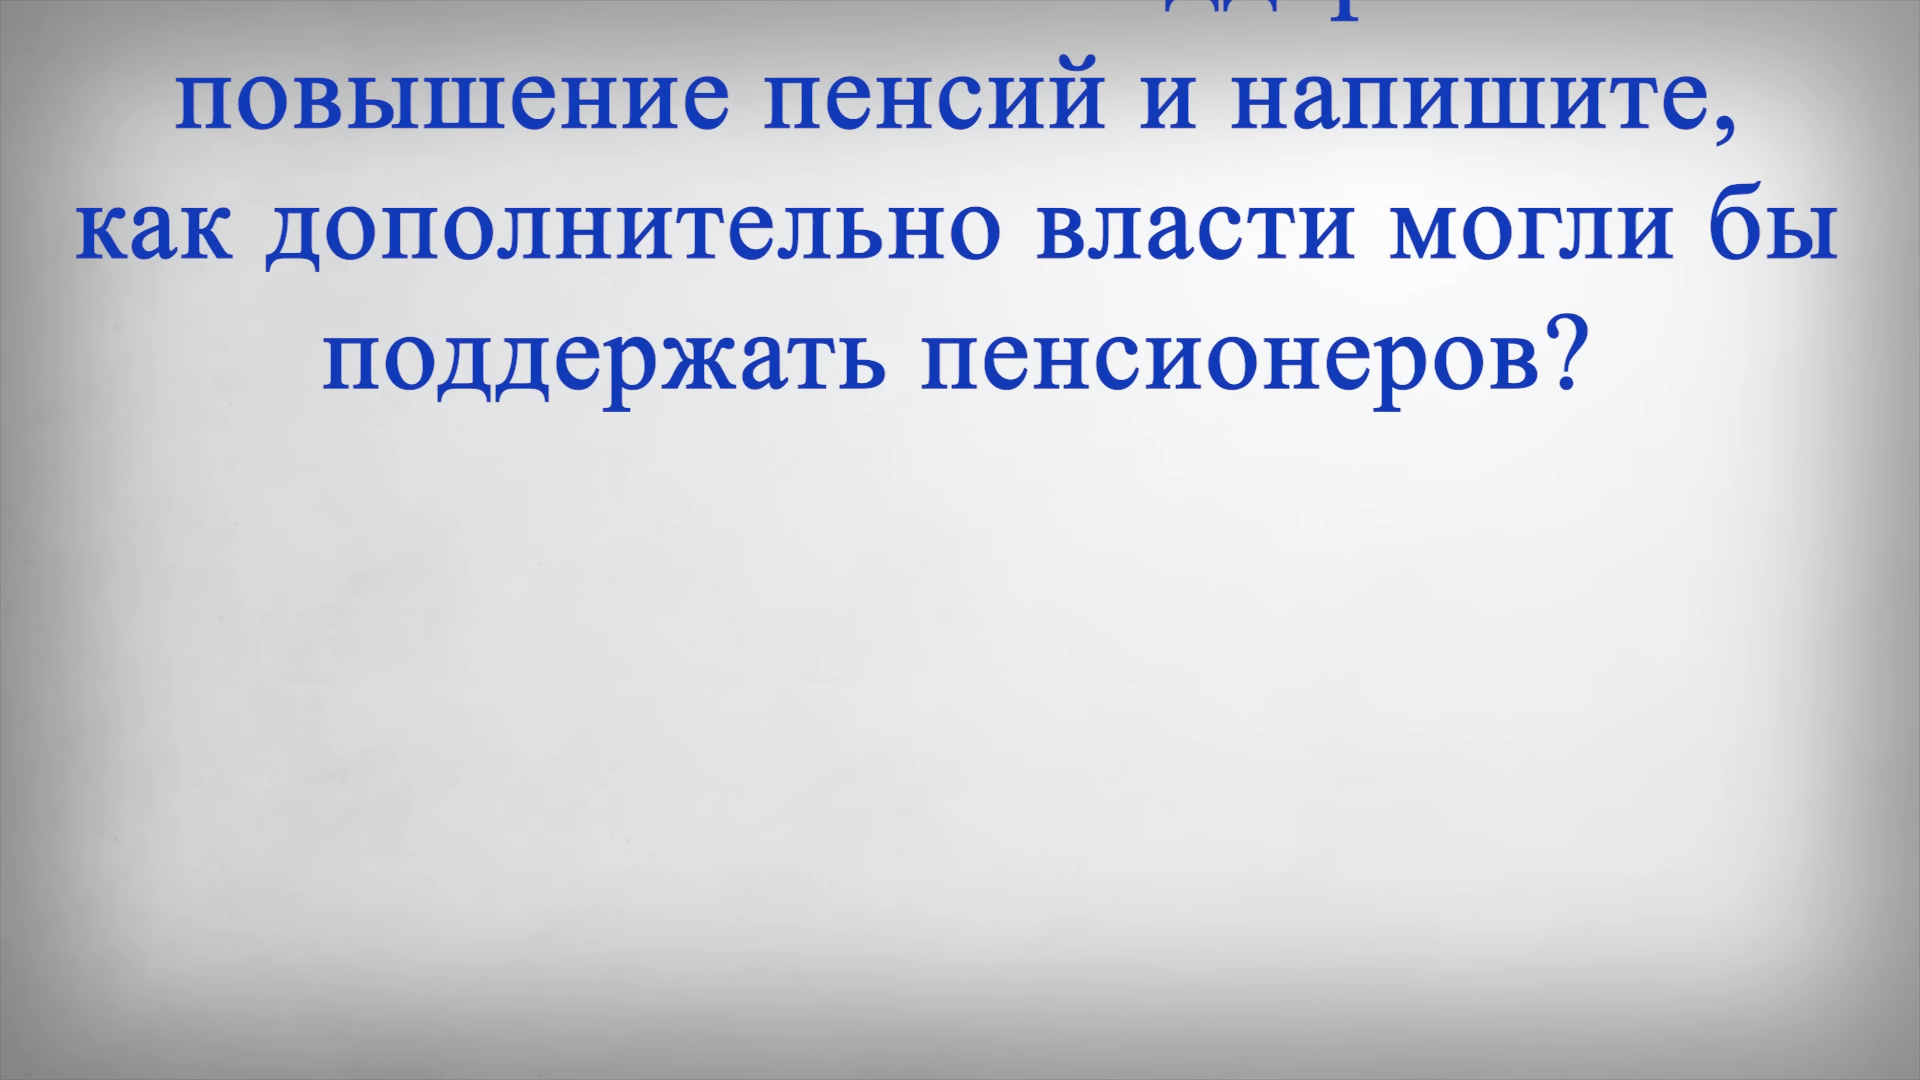 повышение пенсий и напишите,
как дополнительно власти могли бы
поддержать пенсионеров?